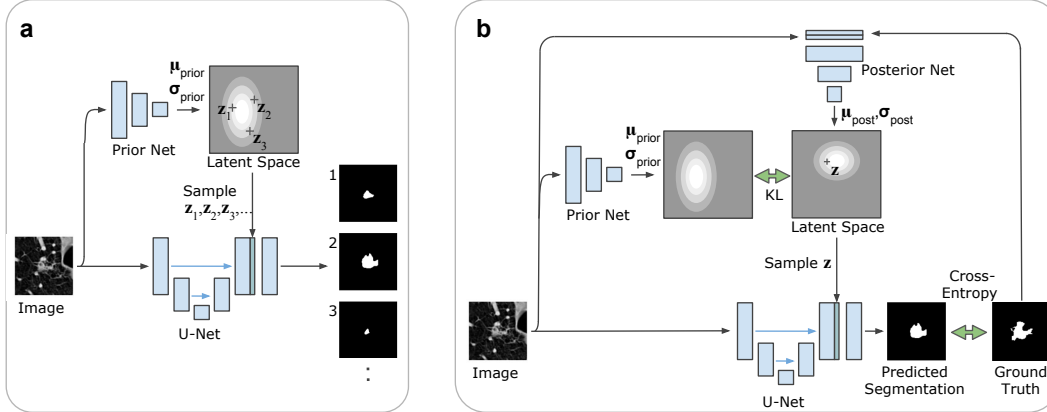 a
μprior
σprior
z1
z2
z3
Prior Net
Latent Space
Sample
z1,z2,z3,...
1
2
3
Image
U-Net
b
Posterior Net
μpost,σpost
μprior
σprior
z
KL
Prior Net
Latent Space
Sample z
Cross-
Entropy
Image
U-Net
Predicted
Segmentation
Ground
Truth